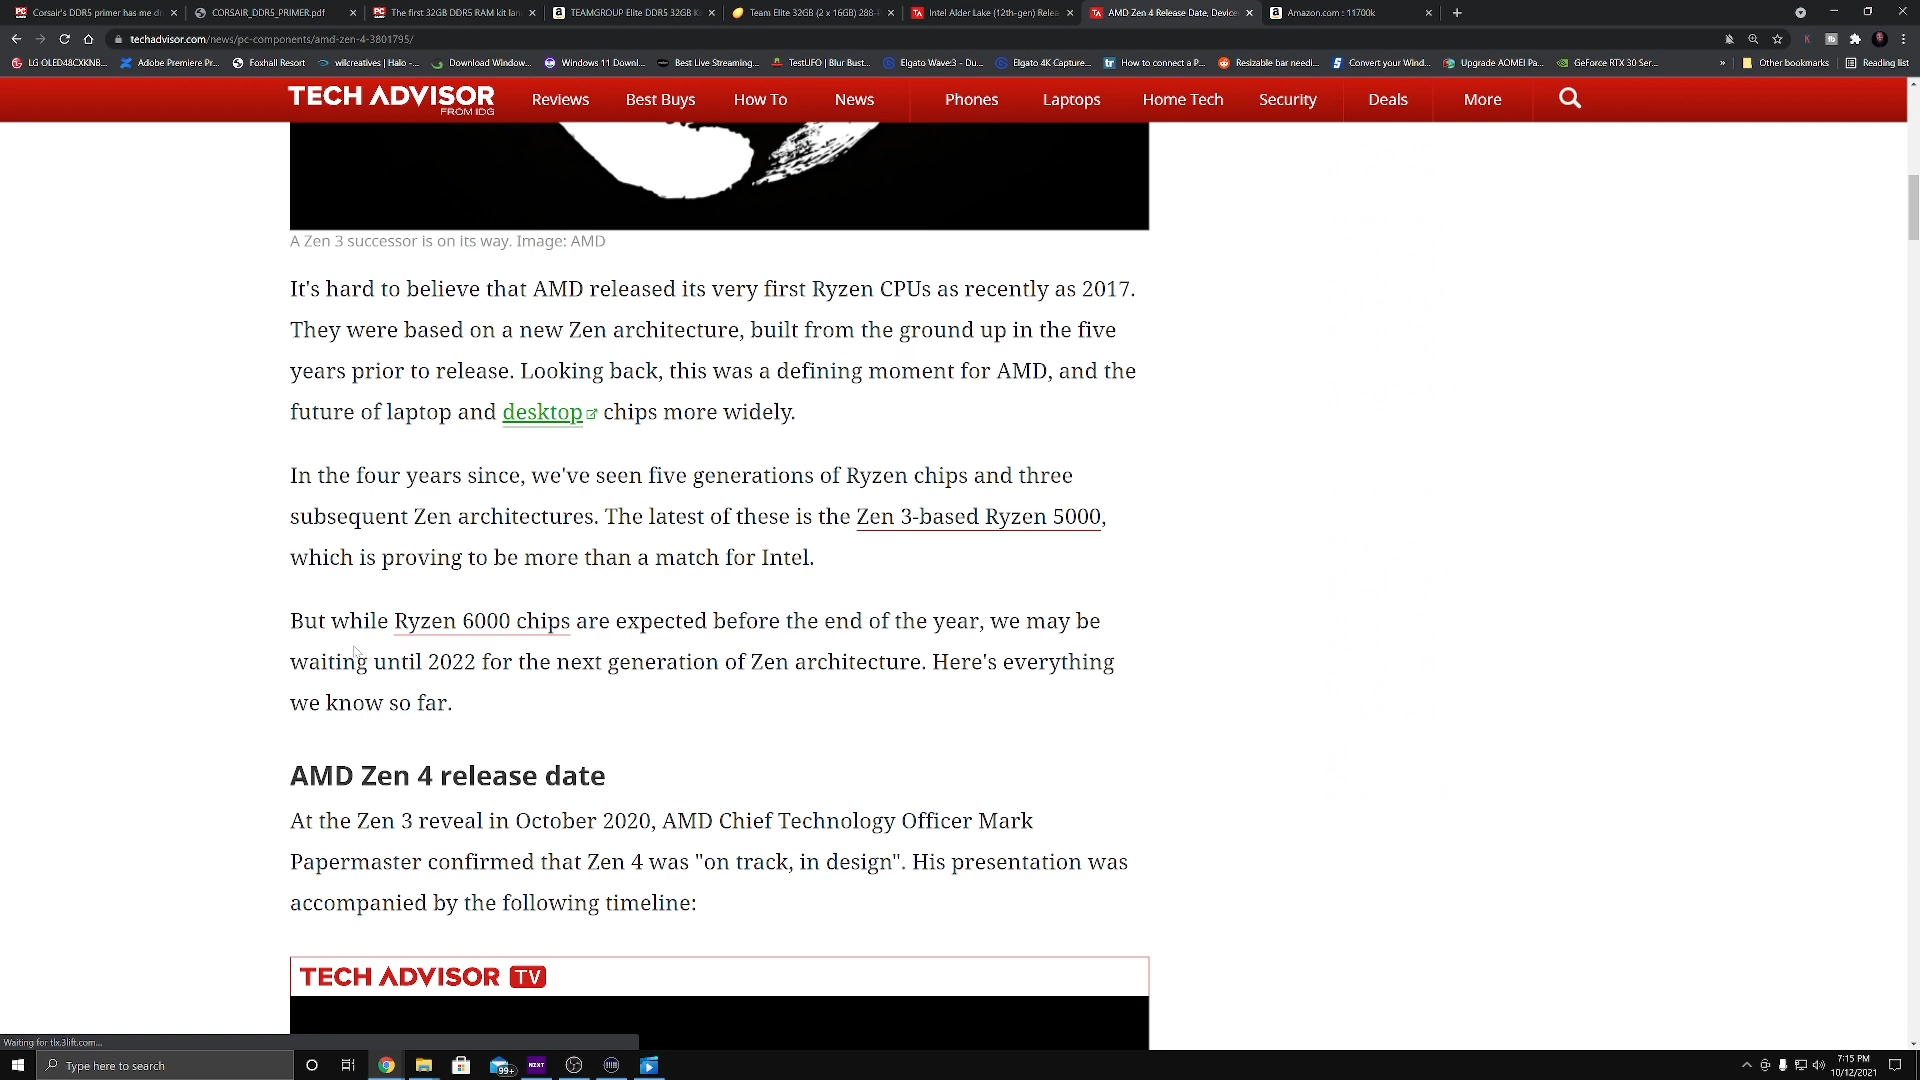 Corsair's DDR5 primer has me dr
CORSAIR_DDR5_PRIMER.pdf
The first 32GB DDR5 RAM kit lan
TEAMGROUP Elite DDR5 32GB K
Team Elite 32GB (2 x 16GB) 288-
Intel Alder Lake (12th-gen) Relea
AMD Zen 4 Release Date, Device
Amazon.com : 11700k
techadvisor.com/news/pc-components/amd-zen-4-3801795/
LG OLED48CXKNB...
Adobe Premiere Pr...
Foxhall Resort
wilcreatives | Halo -...
Download Window...
Windows 11 Downl...
Best Live Streaming...
TestUFO | Blur Bust...
Elgato Wave:3 - Du...
Elgato 4K Capture...
How to connect a P...
Resizable bar needi...
Convert your Wind...
Upgrade AOMEI Pa...
GeForce RTX 30 Ser...
»
Other bookmarks
Reading list
TECH ADVISOR
FROM IDG
Reviews
Best Buys
How To
News
Phones
Laptops
Home Tech
Security
Deals
More
A Zen 3 successor is on its way. Image: AMD
It's hard to believe that AMD released its very first Ryzen CPUs as recently as 2017.
They were based on a new Zen architecture, built from the ground up in the five
years prior to release. Looking back, this was a defining moment for AMD, and the
future of laptop and desktop chips more widely.
In the four years since, we've seen five generations of Ryzen chips and three
subsequent Zen architectures. The latest of these is the Zen 3-based Ryzen 5000,
which is proving to be more than a match for Intel.
But while Ryzen 6000 chips are expected before the end of the year, we may be
waiting until 2022 for the next generation of Zen architecture. Here's everything
we know so far.
AMD Zen 4 release date
At the Zen 3 reveal in October 2020, AMD Chief Technology Officer Mark
Papermaster confirmed that Zen 4 was "on track, in design". His presentation was
accompanied by the following timeline:
TECH ADVISOR TV
Waiting for tlx.3lift.com...
Type here to search
99+
NZXT
7:15 PM
10/12/2021